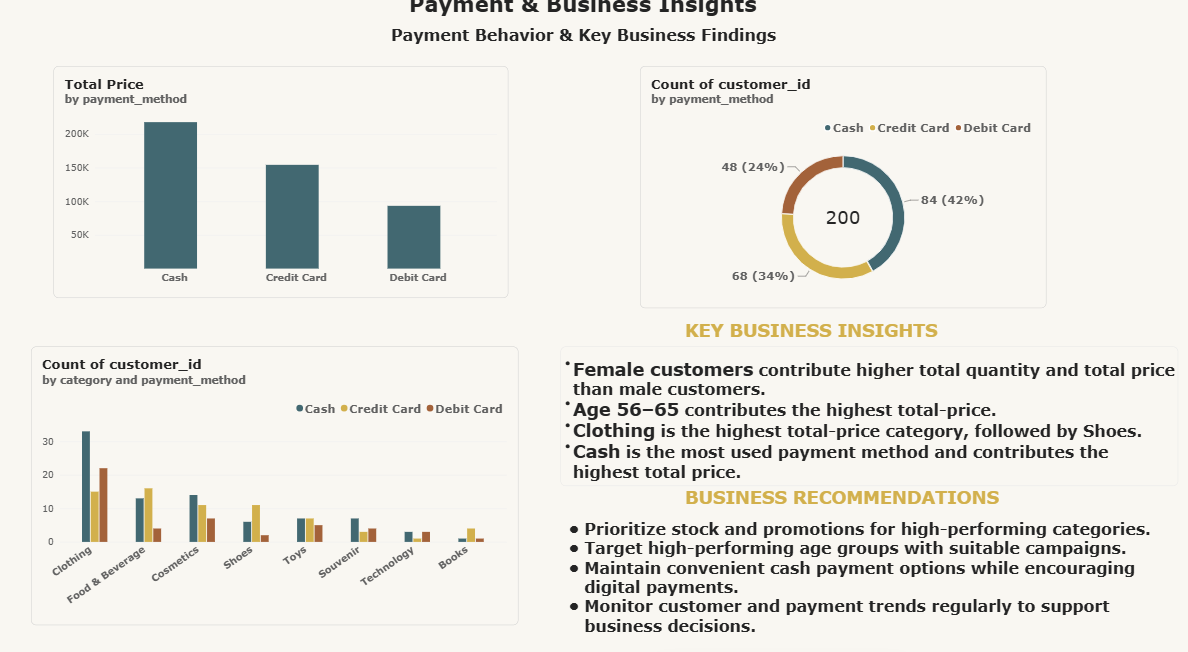 Payment & Business Insights
Payment Behavior & Key Business Findings
Total Price
by payment_method
200K
150K
100K
50K
Cash
Credit Card
Debit Card
Count of customer_id
by payment_method
Cash Credit Card Debit Card
48 (24%)
84 (42%)
200
68 (34%)
Count of customer_id
by category and payment_method
Cash Credit Card Debit Card
30
20
10
0
Clothing
Food & Beverage
Cosmetics
Shoes
Toys
Souvenir
Technology
Books
KEY BUSINESS INSIGHTS
• Female customers contribute higher total quantity and total price
than male customers.
• Age 56–65 contributes the highest total-price.
• Clothing is the highest total-price category, followed by Shoes.
• Cash is the most used payment method and contributes the
highest total price.
BUSINESS RECOMMENDATIONS
• Prioritize stock and promotions for high-performing categories.
• Target high-performing age groups with suitable campaigns.
• Maintain convenient cash payment options while encouraging
digital payments.
• Monitor customer and payment trends regularly to support
business decisions.